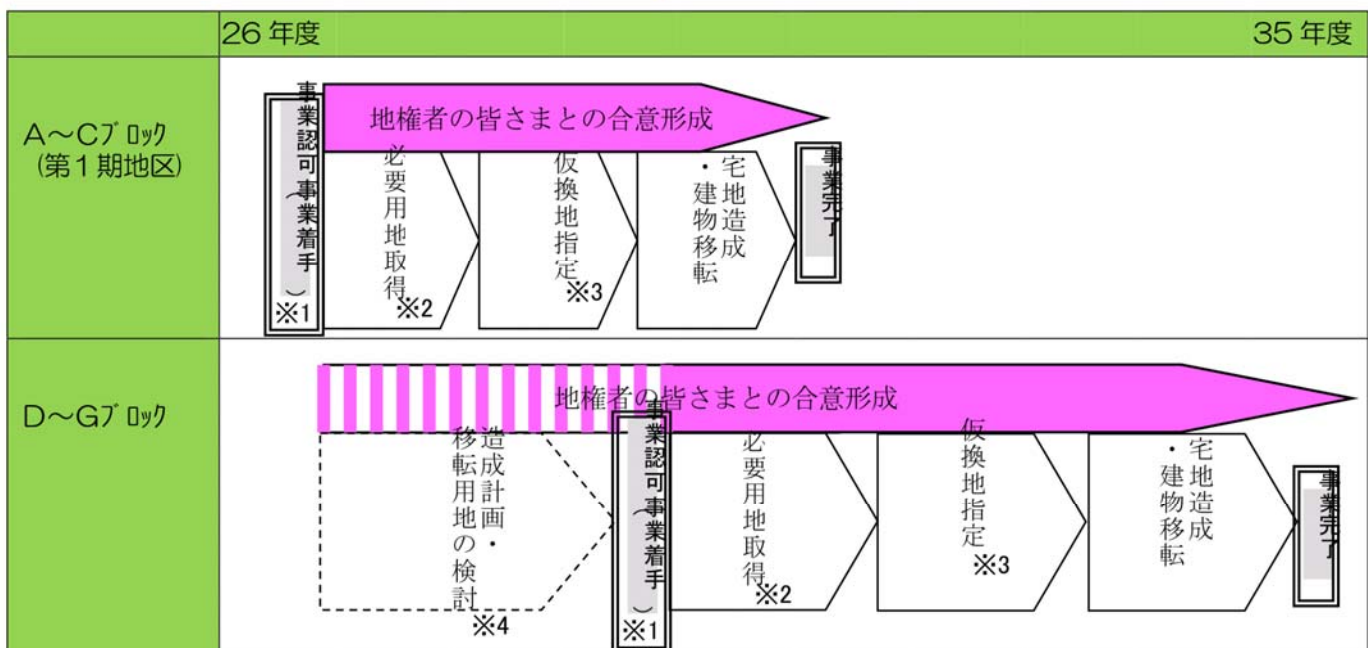 26年度
35年度
A～Cブロック
(第1期地区)
地権者の皆さまとの合意形成
事業認可(事業着手)
※1
必要用地取得
※2
仮換地指定
※3
宅地造成
・建物移転
事業完了
D～Gブロック
地権者の皆さまとの合意形成
造成計画・
移転用地の検討
※4
事業認可(事業着手)
※1
必要用地取得
※2
仮換地指定
※3
宅地造成
・建物移転
事業完了